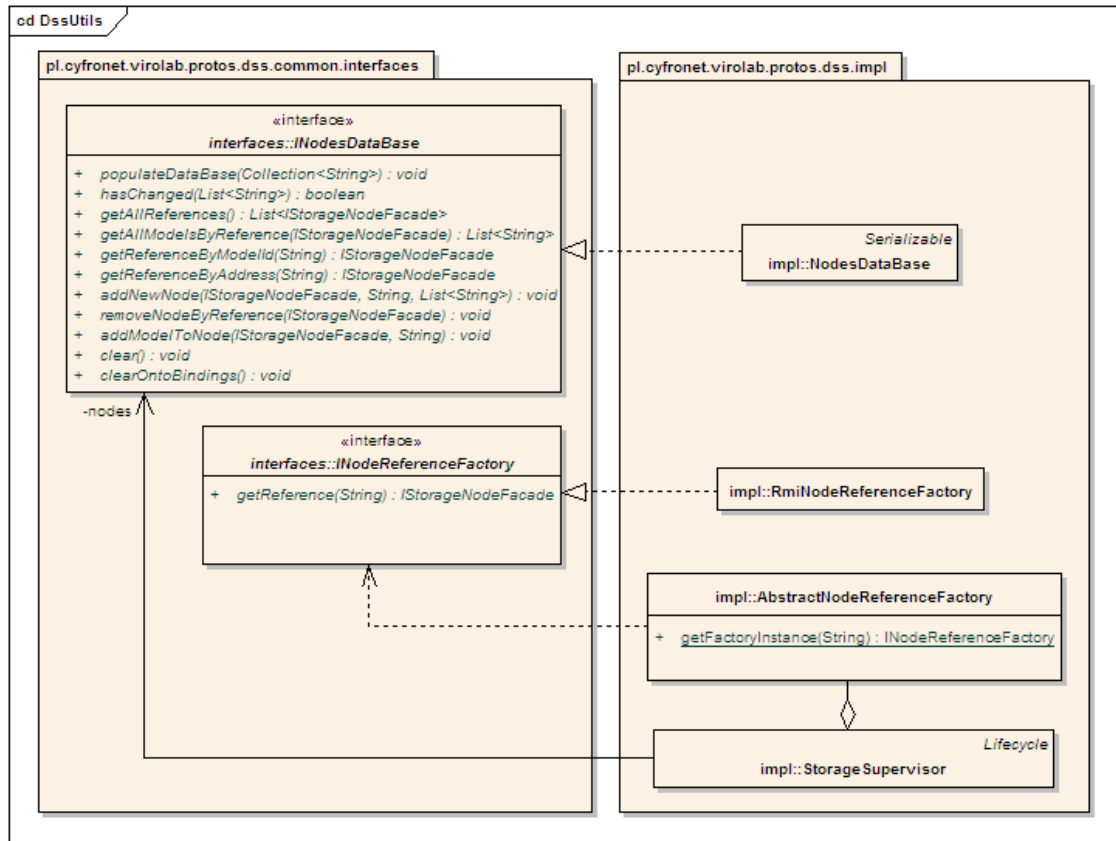 cd DssUtils
pl.cyfronet.virolab.protos.dss.common.interfaces
«interface»
interfaces::INodesDataBase
+ populateDataBase(Collection<String>) : void
+ hasChanged(List<String>) : boolean
+ getAllReferences() : List<IStorageNodeFacade>
+ getAllModelsByReference(IStorageNodeFacade) : List<String>
+ getReferenceByModelId(String) : IStorageNodeFacade
+ getReferenceByAddress(String) : IStorageNodeFacade
+ addNewNode(IStorageNodeFacade, String, List<String>) : void
+ removeNodeByReference(IStorageNodeFacade) : void
+ addModelToNode(IStorageNodeFacade, String) : void
+ clear() : void
+ clearOntoBindings() : void
-nodes
«interface»
interfaces::INodeReferenceFactory
+ getReference(String) : IStorageNodeFacade
pl.cyfronet.virolab.protos.dss.impl
Serializable
impl::NodesDataBase
impl::RmiNodeReferenceFactory
impl::AbstractNodeReferenceFactory
+ getFactoryInstance(String) : INodeReferenceFactory
Lifecycle
impl::StorageSupervisor